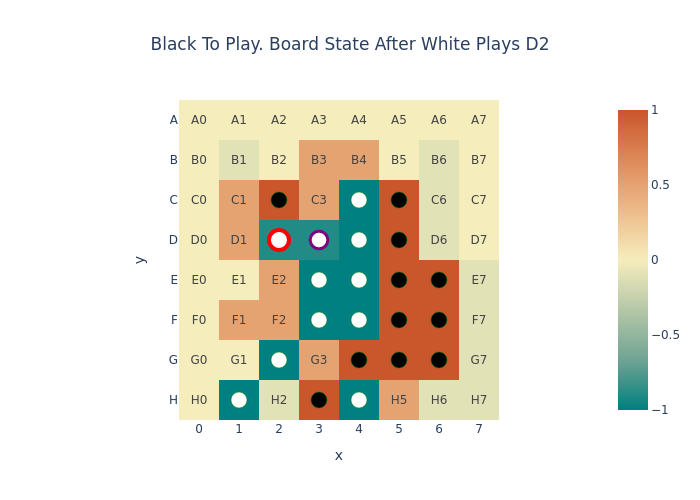 Black To Play. Board State After White Plays D2
A A0 A1 A2 A3 A4 A5 A6 A7
B B0 B1 B2 B3 B4 B5 B6 B7
C C0 C1 C3 C6 C7
D D0 D1 D6 D7
E E0 E1 E2 E7
F F0 F1 F2 F7
G G0 G1 G3 G7
H H0 H2 H5 H6 H7
0 1 2 3 4 5 6 7
x
y
1
0.5
0
−0.5
−1